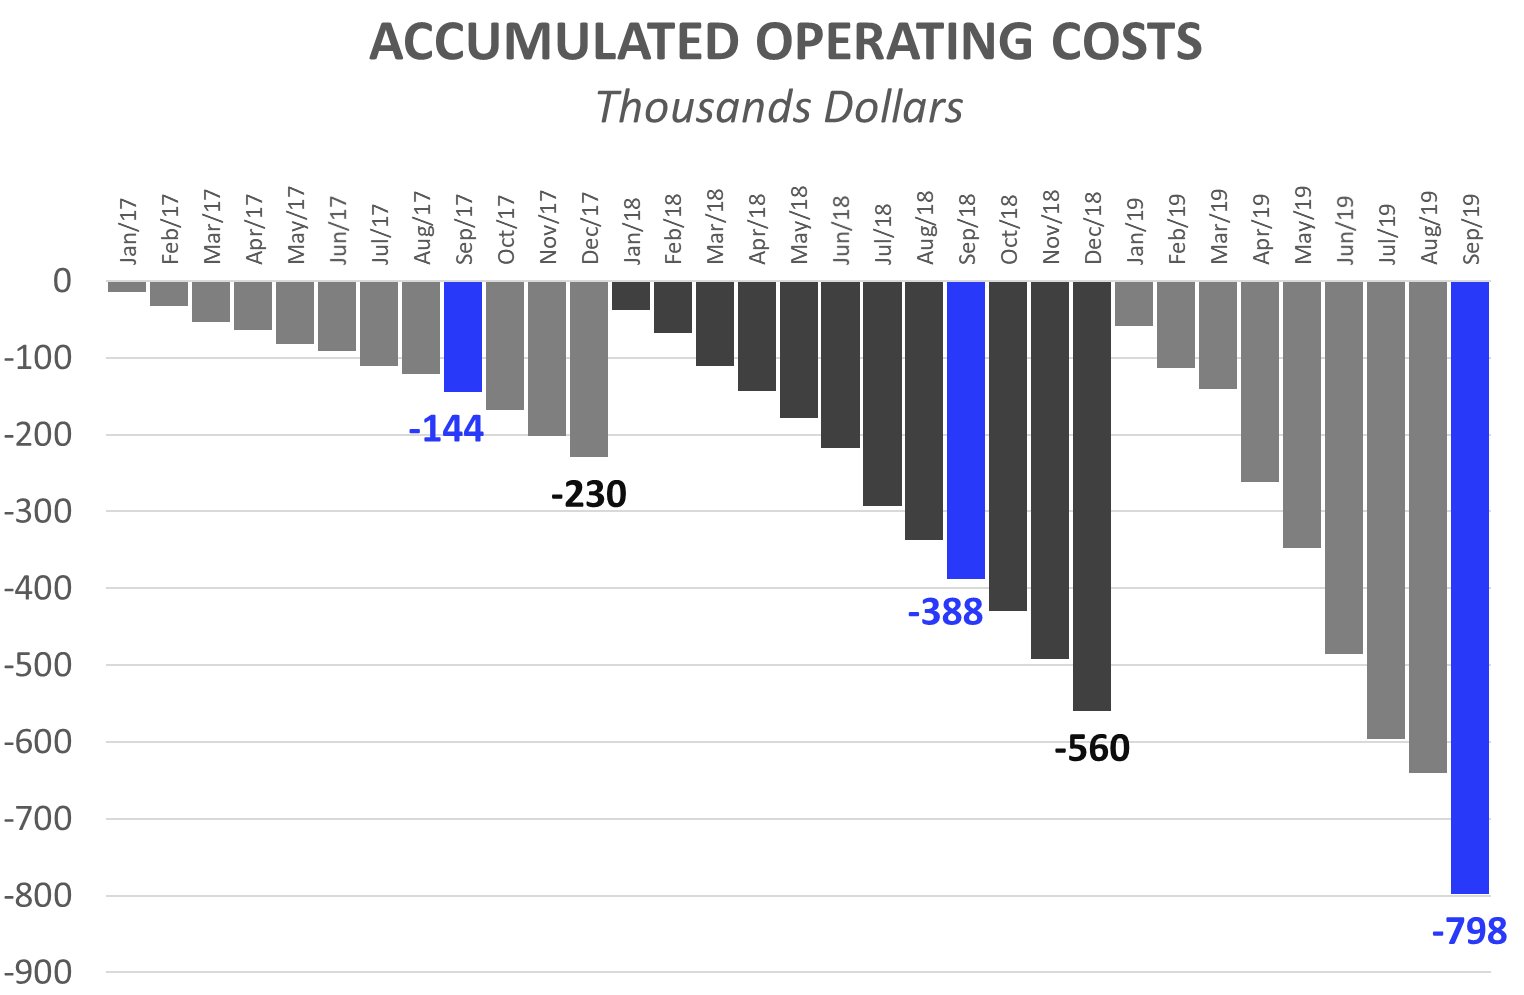 ACCUMULATED OPERATING COSTS
Thousands Dollars
Jan/17
Feb/17
Mar/17
Apr/17
May/17
Jun/17
Jul/17
Aug/17
Sep/17
Oct/17
Nov/17
Dec/17
Jan/18
Feb/18
Mar/18
Apr/18
May/18
Jun/18
Jul/18
Aug/18
Sep/18
Oct/18
Nov/18
Dec/18
Jan/19
Feb/19
Mar/19
Apr/19
May/19
Jun/19
Jul/19
Aug/19
Sep/19
0
-100
-200
-300
-400
-500
-600
-700
-800
-900
-144
-230
-388
-560
-798